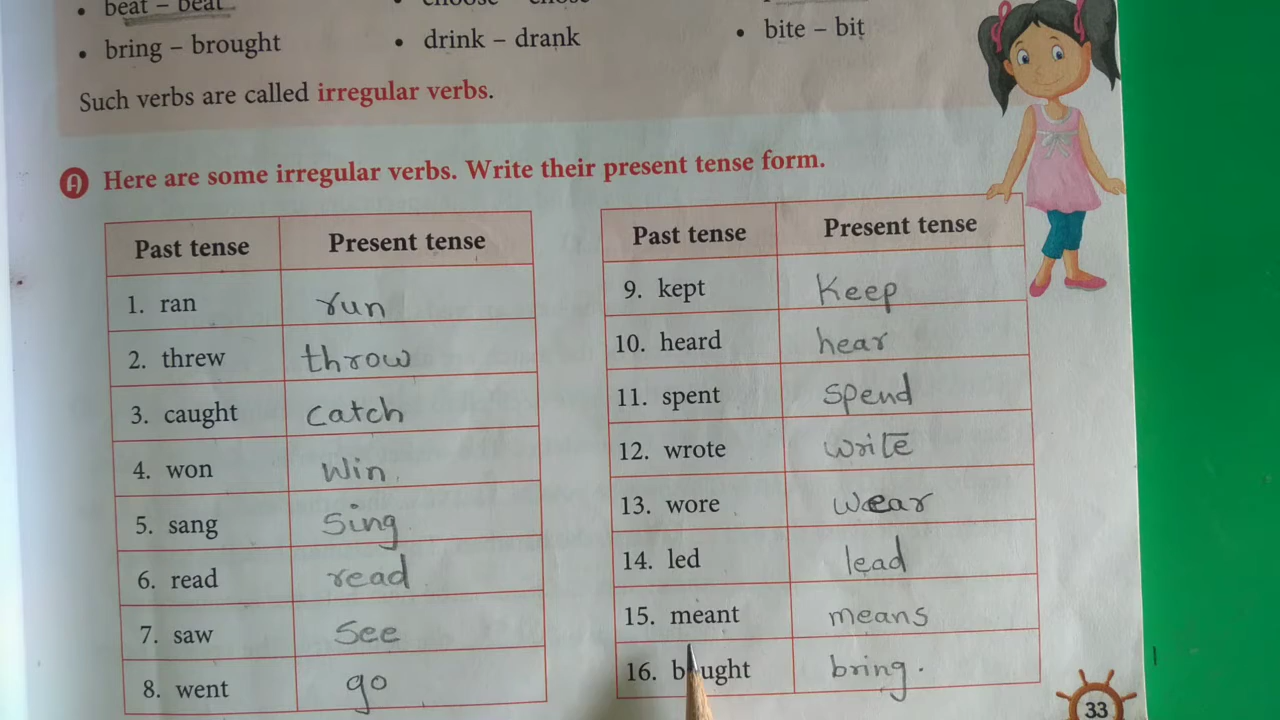 • beat – beat
• choose – chose
• bring – brought
• drink – drank
• bite – bit
Such verbs are called irregular verbs.
A Here are some irregular verbs. Write their present tense form.
Past tense Present tense
1. ran run
2. threw throw
3. caught catch
4. won win
5. sang Sing
6. read read
7. saw See
8. went go
Past tense Present tense
9. kept Keep
10. heard hear
11. spent spend
12. wrote write
13. wore wear
14. led lead
15. meant means
16. bought bring.
33